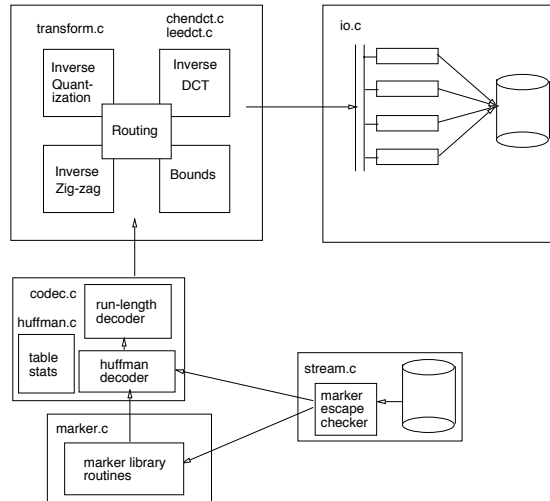 transform.c
chendct.c
leedct.c
Inverse
Quant-
ization
Inverse
DCT
Routing
Inverse
Zig-zag
Bounds
io.c
codec.c
run-length
decoder
huffman.c
table
stats
huffman
decoder
stream.c
marker
escape
checker
marker.c
marker library
routines